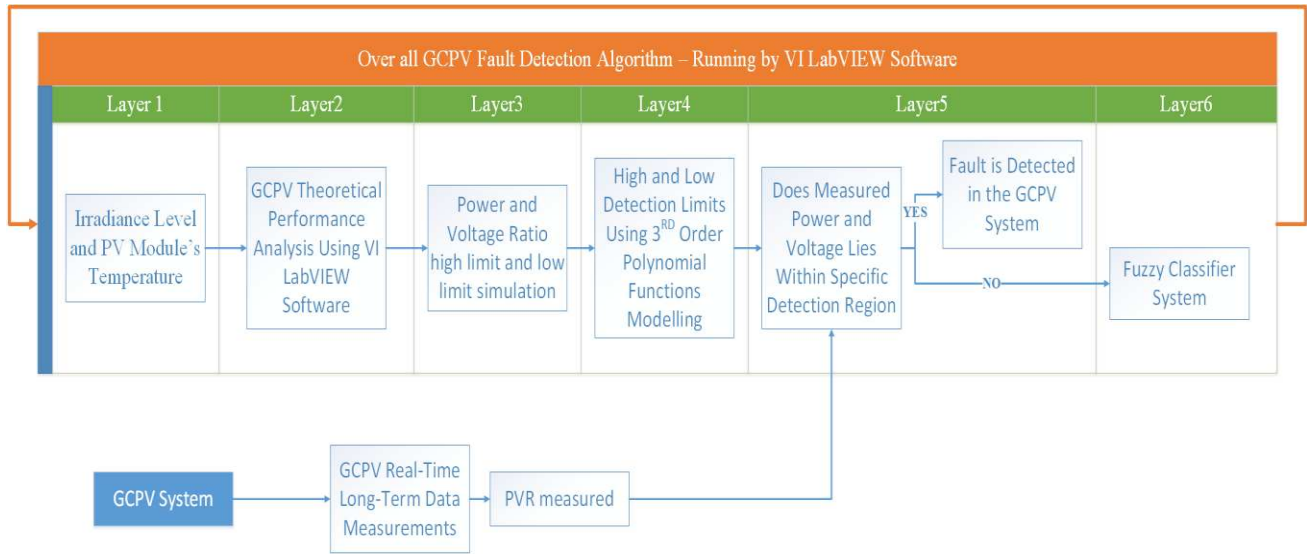 Over all GCPV Fault Detection Algorithm – Running by VI LabVIEW Software
Layer 1
Layer2
Layer3
Layer4
Layer5
Layer6
Irradiance Level
and PV Module's
Temperature
GCPV Theoretical
Performance
Analysis Using VI
LabVIEW
Software
Power and
Voltage Ratio
high limit and low
limit simulation
High and Low
Detection Limits
Using 3RD Order
Polynomial
Functions
Modelling
Does Measured
Power and
Voltage Lies
Within Specific
Detection Region
YES
Fault is Detected
in the GCPV
System
NO
Fuzzy Classifier
System
GCPV System
GCPV Real-Time
Long-Term Data
Measurements
PVR measured